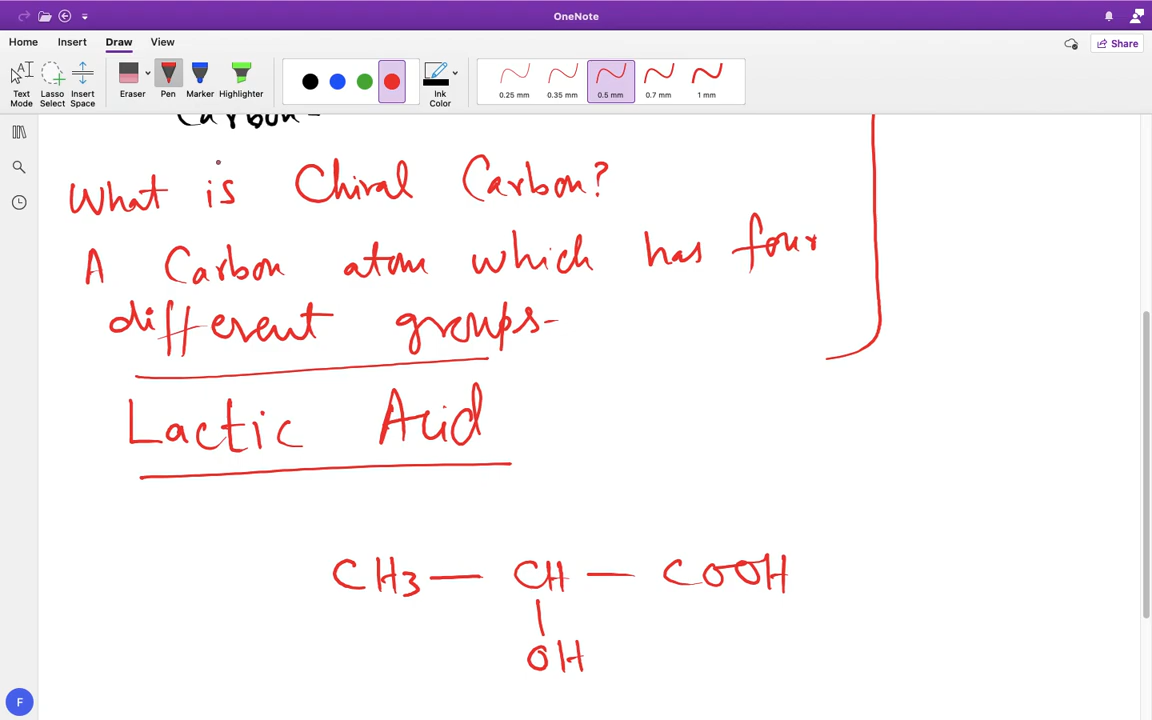 OneNote
Home Insert Draw View
Share
Text Mode
Lasso Select
Insert Space
Eraser
Pen
Marker
Highlighter
Ink Color
0.25 mm
0.35 mm
0.5 mm
0.7 mm
1 mm
Carbon-
What is Chiral Carbon?
A Carbon atom which has four
different groups-
Lactic Acid
CH3 — CH — COOH
|
OH
F